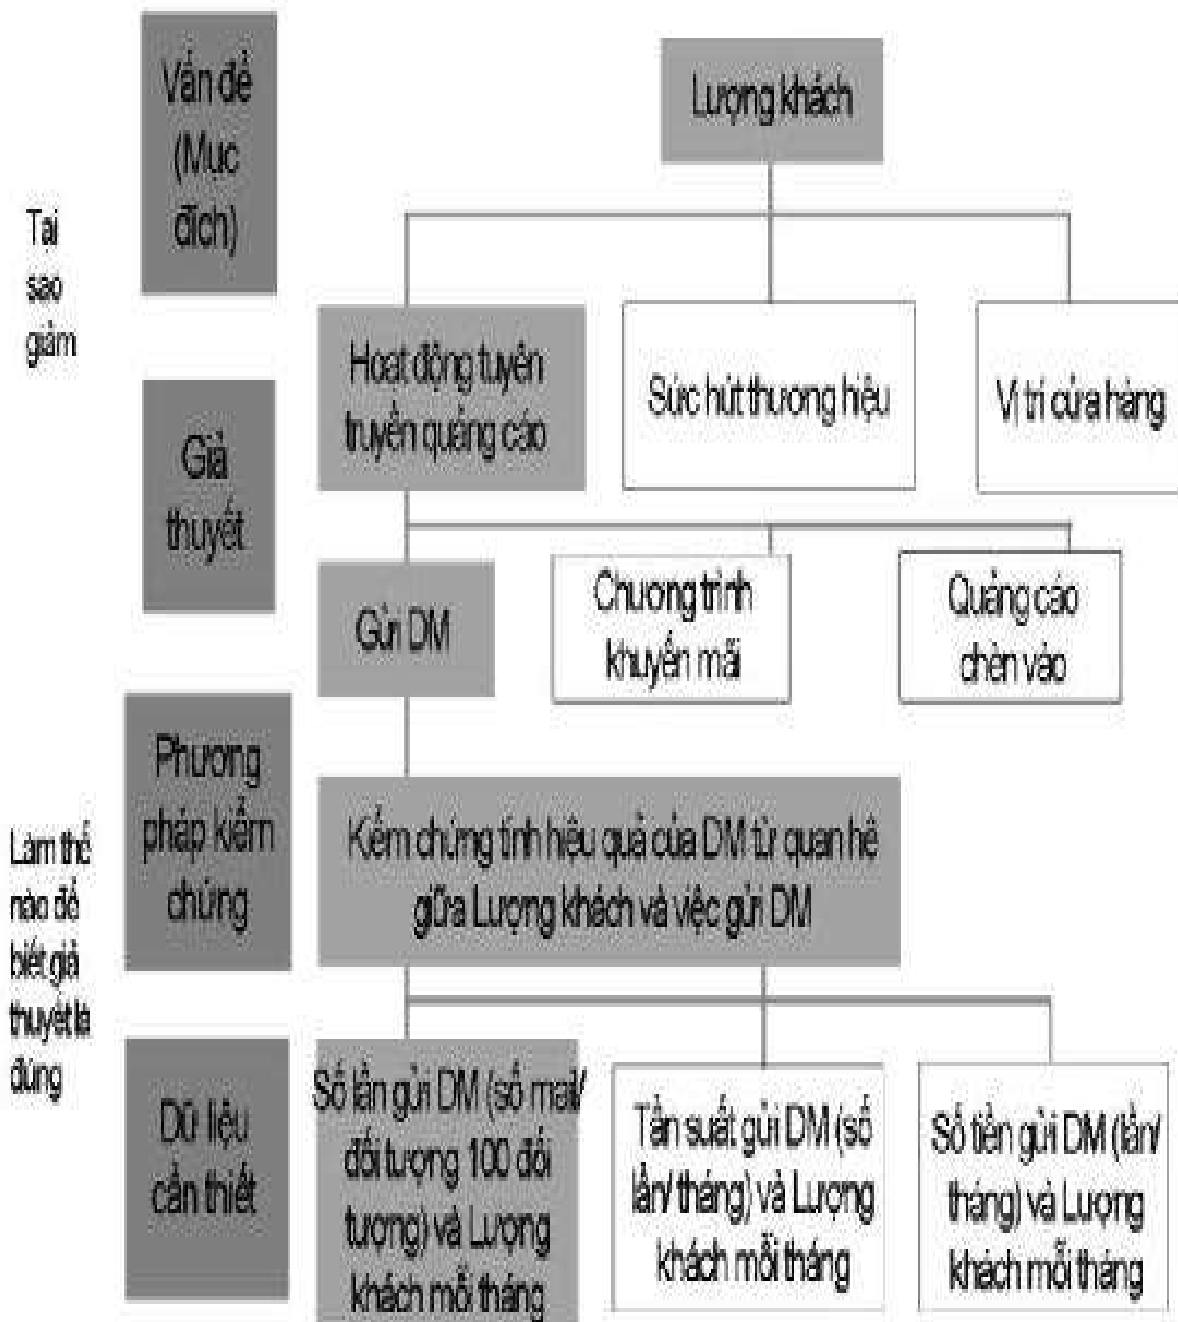 Vấn đề
(Mục
đích)
Lượng khách
Tại
sao
giảm
Hoạt động tuyên
truyền quảng cáo
Sức hút thương hiệu
Vị trí cửa hàng
Giả
thuyết
Gửi DM
Chương trình
khuyến mãi
Quảng cáo
chèn vào
Phương
pháp kiểm
chứng
Kểm chứng tính hiệu quả của DM từ quan hê
giữa Lượng khách và việc gửi DM
Làm thế
nào để
biết giả
thuyết là
đúng
Dữ liệu
cần thiết
Số lần gửi DM (số mail/
đối tượng 100 đối
tượng) và Lượng
khách mỗi tháng
Tần suất gửi DM (số
lần/ tháng) và Lượng
khách mỗi tháng
Số tiền gửi DM (lần/
tháng) và Lượng
khách mỗi tháng